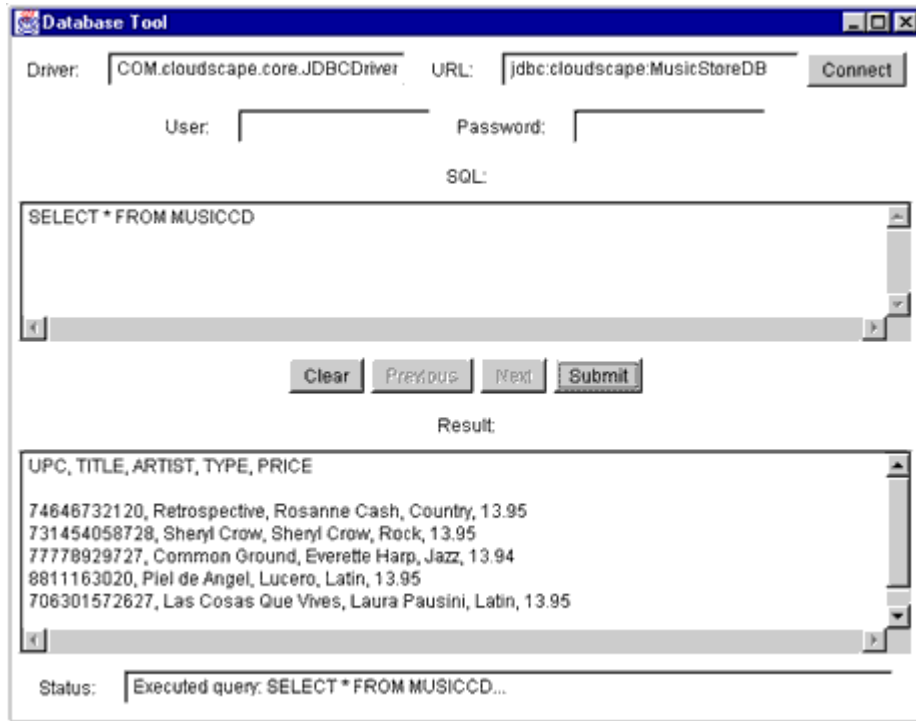 Database Tool
Driver: COM.cloudscape.core.JDBCDriver URL: jdbc:cloudscape:MusicStoreDB Connect
User: Password:
SQL:
SELECT * FROM MUSICCD
Clear Previous Next Submit
Result:
UPC, TITLE, ARTIST, TYPE, PRICE
74646732120, Retrospective, Rosanne Cash, Country, 13.95
731454058728, Sheryl Crow, Sheryl Crow, Rock, 13.95
77778929727, Common Ground, Everette Harp, Jazz, 13.94
8811163020, Piel de Angel, Lucero, Latin, 13.95
706301572627, Las Cosas Que Vives, Laura Pausini, Latin, 13.95
Status: Executed query: SELECT * FROM MUSICCD...